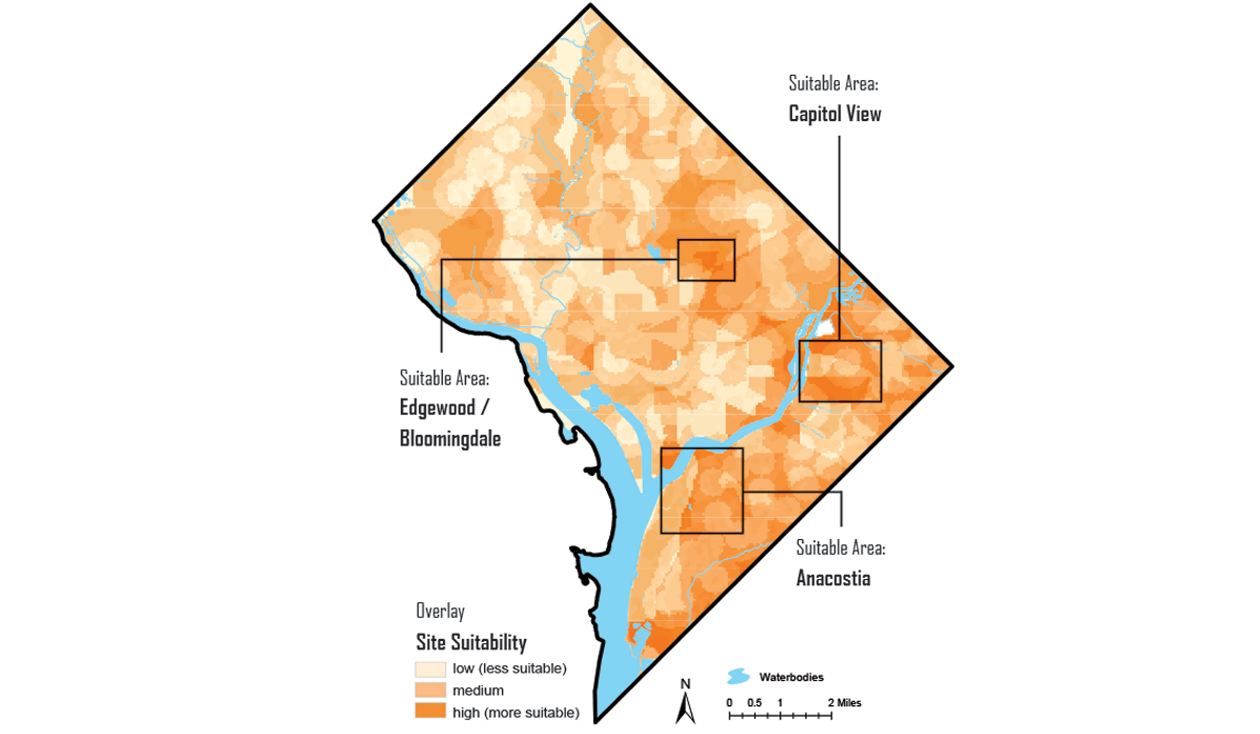 Suitable Area:
Capitol View
Suitable Area:
Edgewood /
Bloomingdale
Suitable Area:
Anacostia
Overlay
Site Suitability
low (less suitable)
medium
high (more suitable)
N
Waterbodies
0 0.5 1 2 Miles